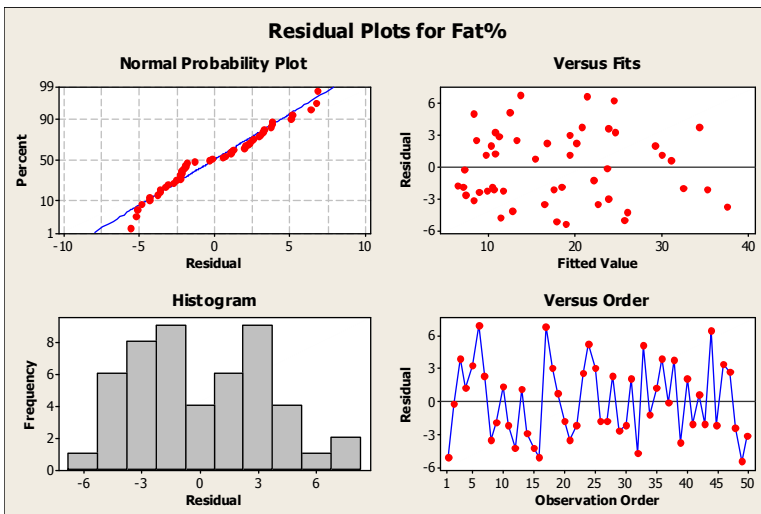 Residual Plots for Fat%
Normal Probability Plot
99
90
50
10
1
Percent
-10 -5 0 5 10
Residual
Versus Fits
6
3
0
-3
-6
Residual
10 20 30 40
Fitted Value
Histogram
8
6
4
2
0
Frequency
-6 -3 0 3 6
Residual
Versus Order
6
3
0
-3
-6
Residual
1 5 10 15 20 25 30 35 40 45 50
Observation Order